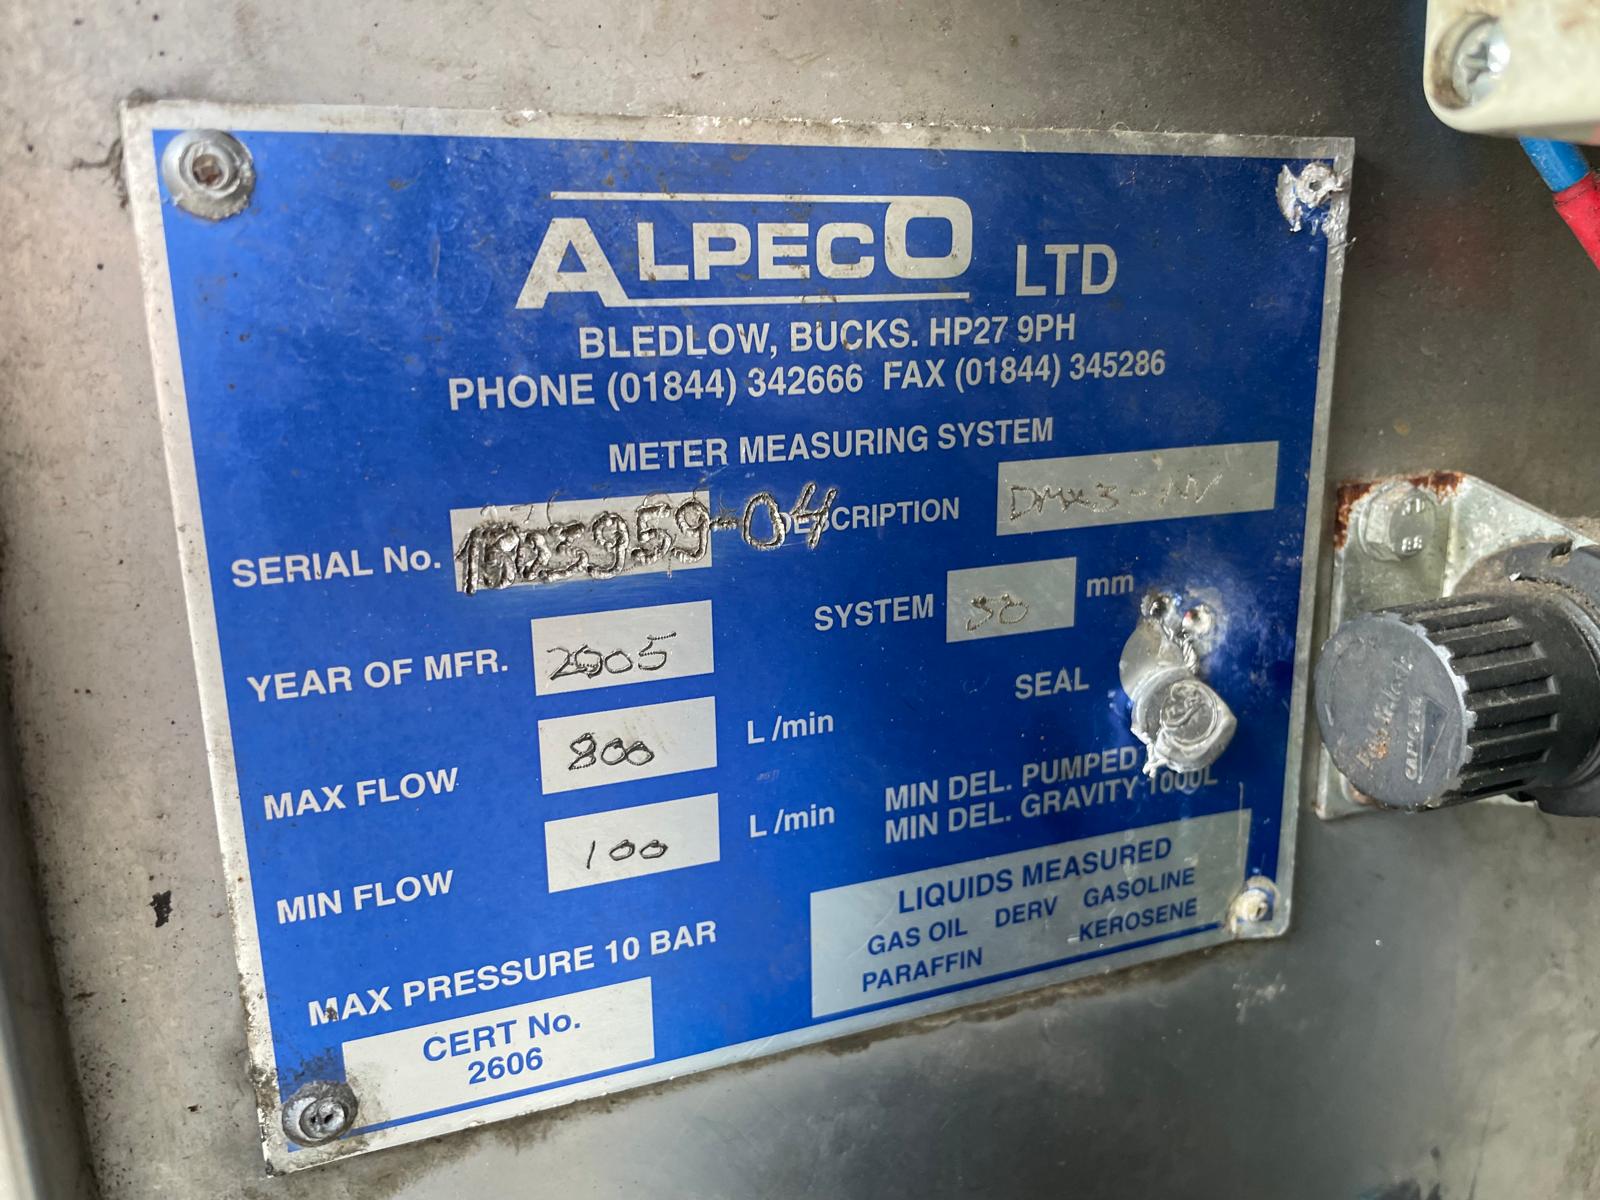 ALPECO LTD
BLEDLOW, BUCKS. HP27 9PH
PHONE (01844) 342666 FAX (01844) 345286
METER MEASURING SYSTEM
SERIAL No. DESCRIPTION
YEAR OF MFR. 2005 SYSTEM mm
SEAL
MAX FLOW 800 L/min
MIN FLOW 100 L/min
MIN DEL. PUMPED
MIN DEL. GRAVITY 1000L
MAX PRESSURE 10 BAR
LIQUIDS MEASURED
GAS OIL DERV GASOLINE
PARAFFIN KEROSENE
CERT No.
2606